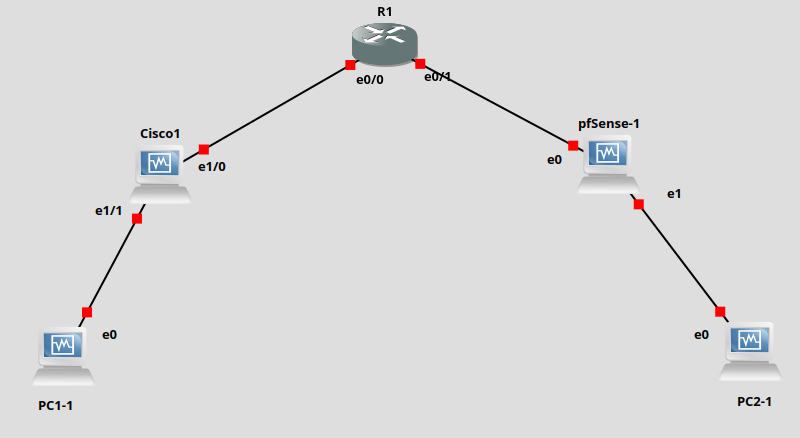 R1
e0/0
e0/1
Cisco1
pfSense-1
e1/0
e0
e1/1
e1
e0
e0
PC1-1
PC2-1